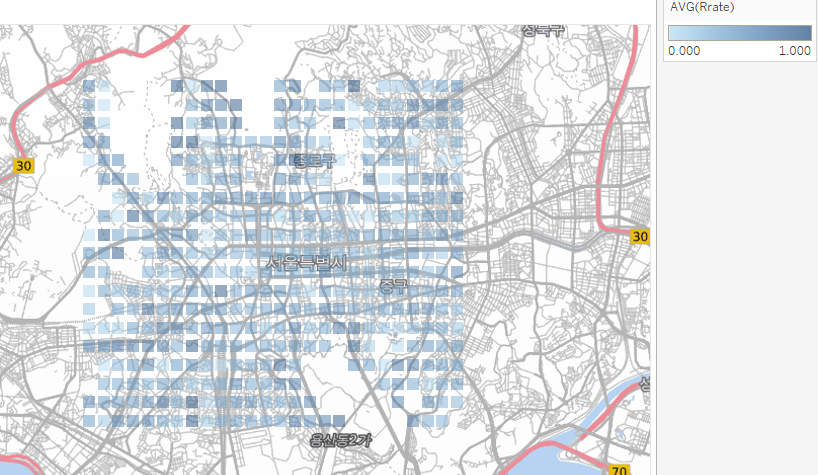 AVG(Rrate)
0.000 1.000
성북구
30
종로구
30
서울특별시
중구
용산동2가
70